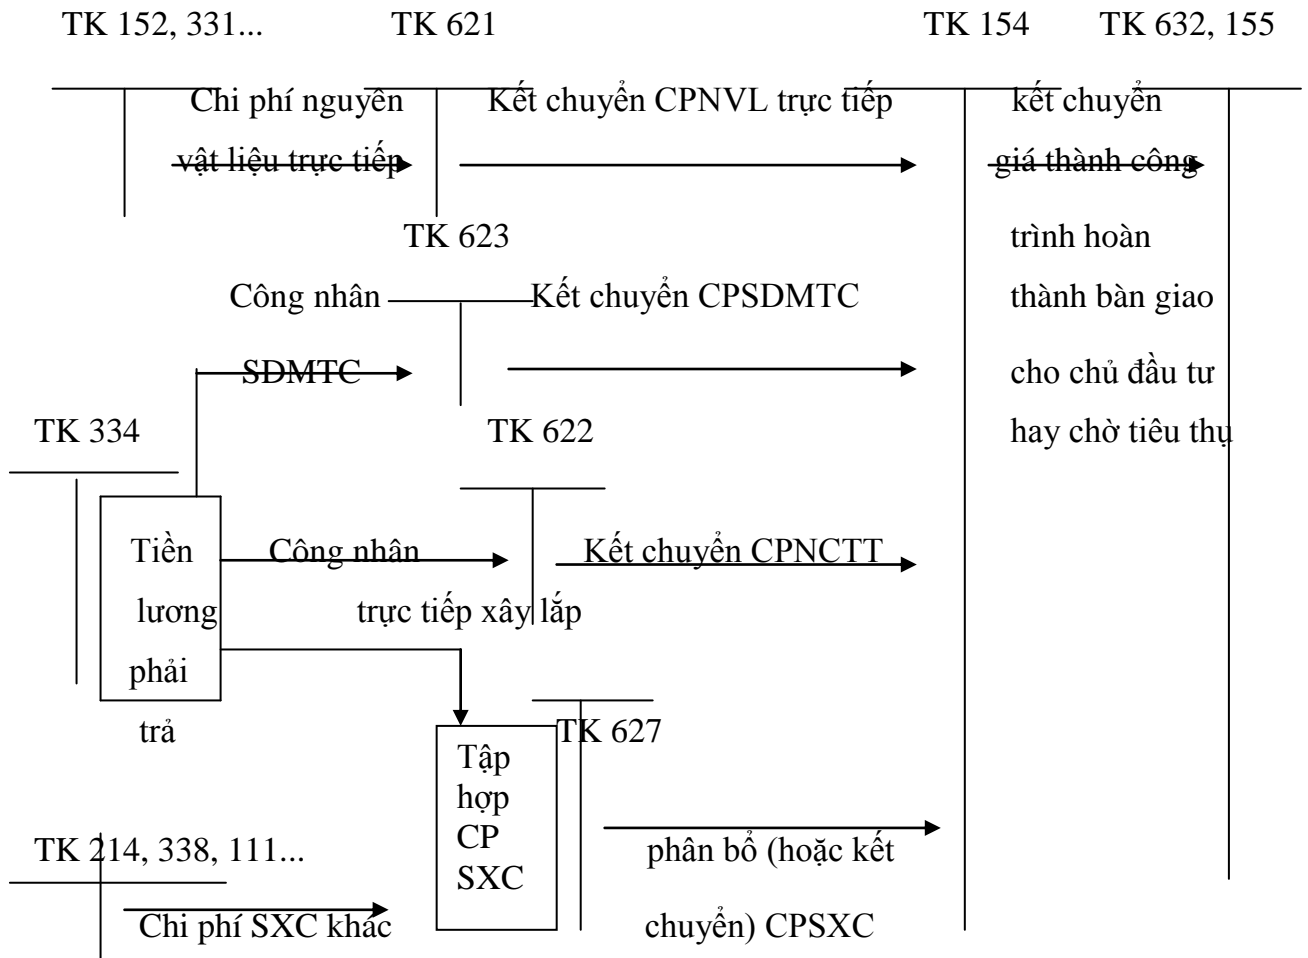 TK 152, 331... TK 621 TK 154 TK 632, 155
Chi phí nguyên Kết chuyển CPNVL trực tiếp kết chuyển
vật liệu trực tiếp giá thành công
TK 623 trình hoàn
Công nhân Kết chuyển CPSDMTC thành bàn giao
SDMTC cho chủ đầu tư
TK 334 TK 622 hay chờ tiêu thụ
Tiền Công nhân Kết chuyển CPNCTT
lương trực tiếp xây lắp
phải
trả TK 627
Tập
hợp
CP
TK 214, 338, 111... phân bổ (hoặc kết
SXC
Chi phí SXC khác chuyển) CPSXC